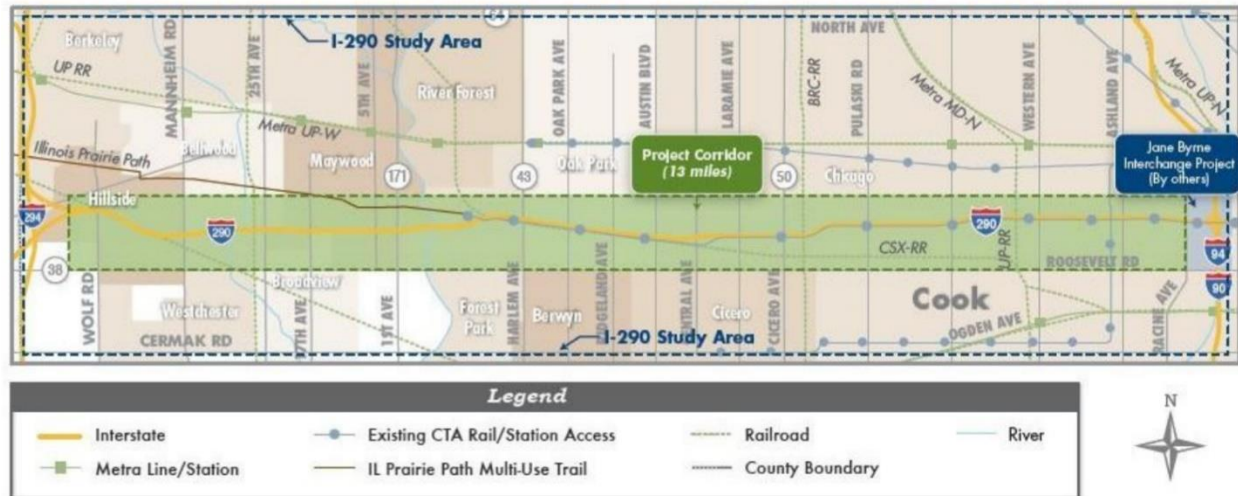 64
I-290 Study Area
NORTH AVE
Berkeley
MANNHEIM RD
25TH AVE
5TH AVE
River Forest
OAK PARK AVE
AUSTIN BLVD
LARAMIE AVE
BRC-RR
PULASKI RD
Metra MD-N
WESTERN AVE
ASHLAND AVE
Metra UP-N
UP RR
Metra UP-W
Illinois Prairie Path
Bellwood
Maywood
Oak Park
Project Corridor
(13 miles)
Chicago
Jane Byrne
Interchange Project
(By others)
171
43
50
Hillside
294
290
290
CSX-RR
UP-RR
ROOSEVELT RD
94
38
90
WOLF RD
Westchester
Broadview
17TH AVE
1ST AVE
Forest
Park
HARLEM AVE
Berwyn
RIDGELAND AVE
CENTRAL AVE
Cicero
CICERO AVE
Cook
OGDEN AVE
RACINE AVE
CERMAK RD
I-290 Study Area
Legend
Interstate
Existing CTA Rail/Station Access
Railroad
River
Metra Line/Station
IL Prairie Path Multi-Use Trail
County Boundary
N